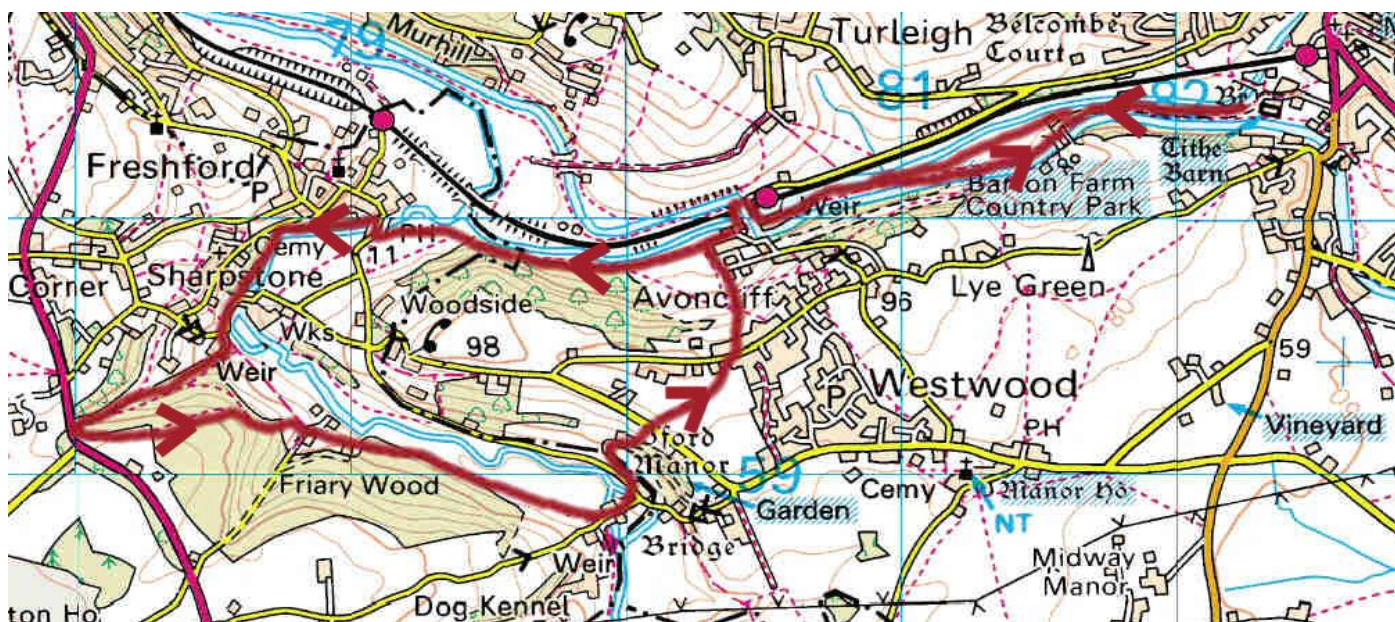 79
Murhill
Turleigh
Belcombe
Court
81
82
Freshford
P
Tithe
Barn
Barton Farm
Country Park
Weir
PH
Cemy
11
Corner
Sharpstone
Woodside
Avoncliff
96
Lye Green
Wks
98
80
59
Weir
P
Westwood
Vineyard
PH
Iford
Manor
59
Friary Wood
Garden
Cemy
Manor Ho
NT
Bridge
Weir
Midway
Manor
Dog Kennel
ton Ho